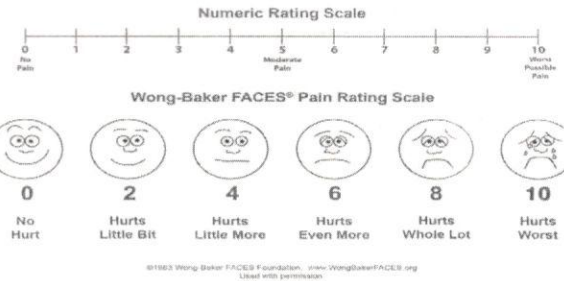 Numeric Rating Scale
0 1 2 3 4 5 6 7 8 9 10
No Pain
Moderate Pain
Worst Possible Pain
Wong-Baker FACES® Pain Rating Scale
0 2 4 6 8 10
No Hurt
Hurts Little Bit
Hurts Little More
Hurts Even More
Hurts Whole Lot
Hurts Worst
©1983 Wong-Baker FACES Foundation. www.WongBakerFACES.org
Used with permission.